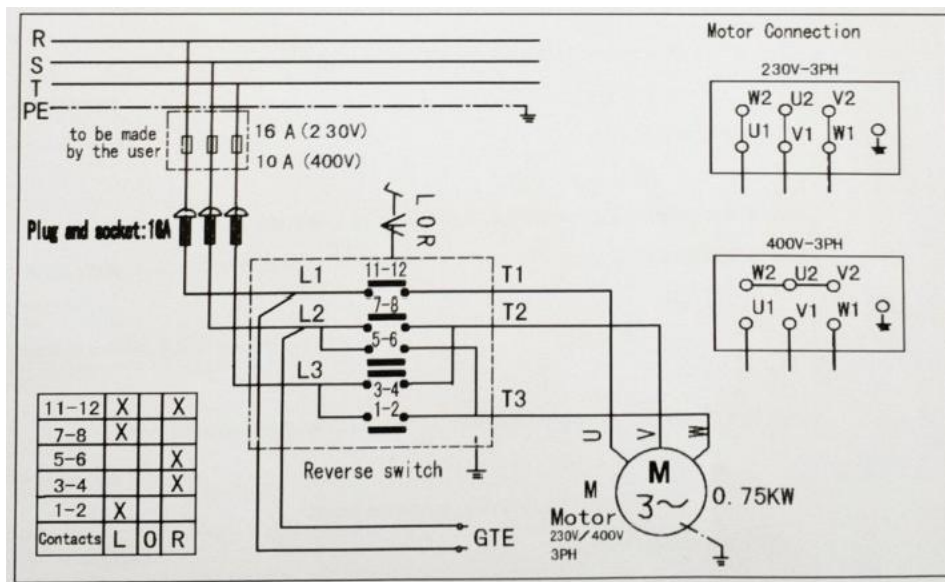 R
S
T
PE
to be made
by the user
16 A (230V)
10 A (400V)
Plug and socket:16A
L O R
L1
L2
L3
11-12
7-8
5-6
3-4
1-2
T1
T2
T3
Reverse switch
GTE
U
V
W
M
3~
0.75KW
M
Motor
230V/400V
3PH
11-12 X X
7-8 X
5-6 X
3-4 X
1-2 X
Contacts L O R
Motor Connection
230V-3PH
W2 U2 V2
U1 V1 W1
400V-3PH
W2 U2 V2
U1 V1 W1